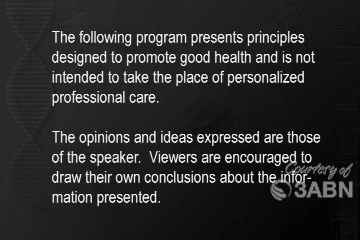 The following program presents principles
designed to promote good health and is not
intended to take the place of personalized
professional care.
The opinions and ideas expressed are those
of the speaker.  Viewers are encouraged to
draw their own conclusions about the infor-
mation presented.
Courtesy of
3ABN